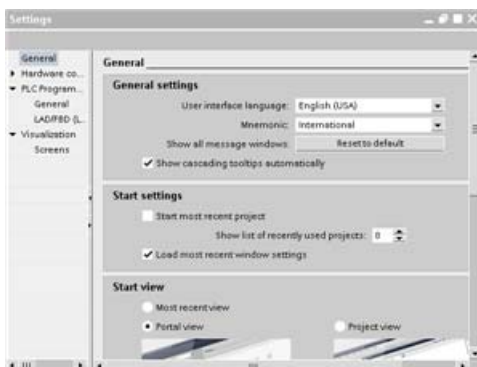 Settings
General
Hardware co...
PLC Program...
General
LAD/FBD (L...
Visualization
Screens
General
General settings
User interface language: English (USA)
Mnemonic: International
Show all message windows: Reset to default
Show cascading tooltips automatically
Start settings
Start most recent project
Show list of recently used projects: 8
Load most recent window settings
Start view
Most recent view
Portal view
Project view